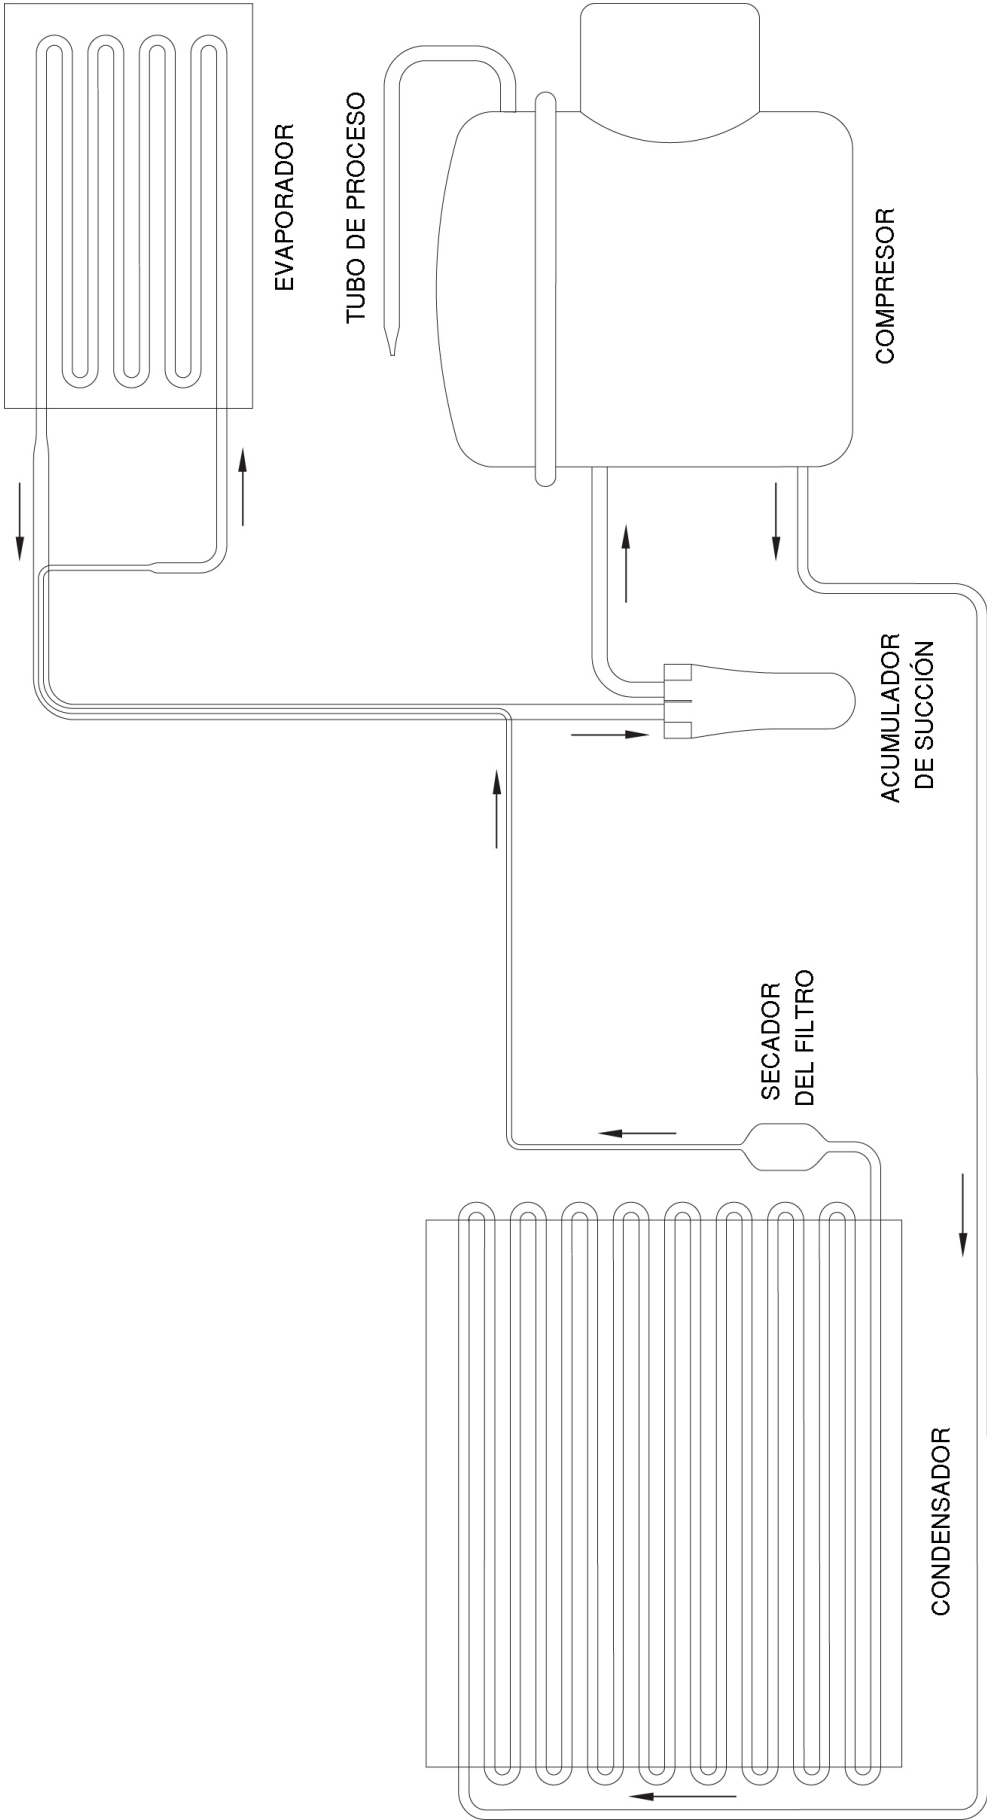 EVAPORADOR
TUBO DE PROCESO
COMPRESOR
ACUMULADOR
DE SUCCIÓN
SECADOR
DEL FILTRO
CONDENSADOR